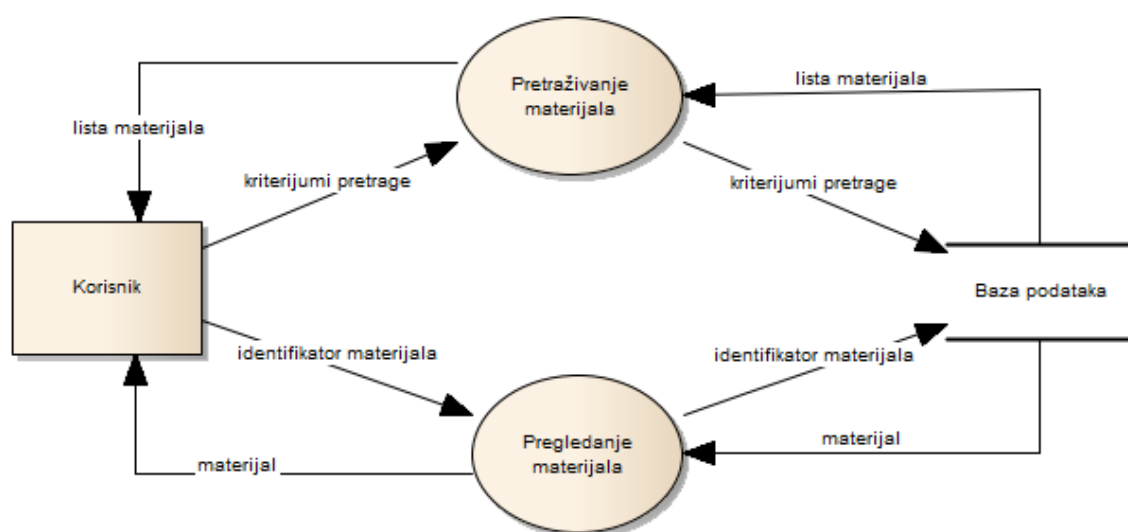 Pretraživanje
materijala
lista materijala
lista materijala
kriterijumi pretrage
kriterijumi pretrage
Korisnik
Baza podataka
identifikator materijala
identifikator materijala
Pregledanje
materijala
materijal
materijal